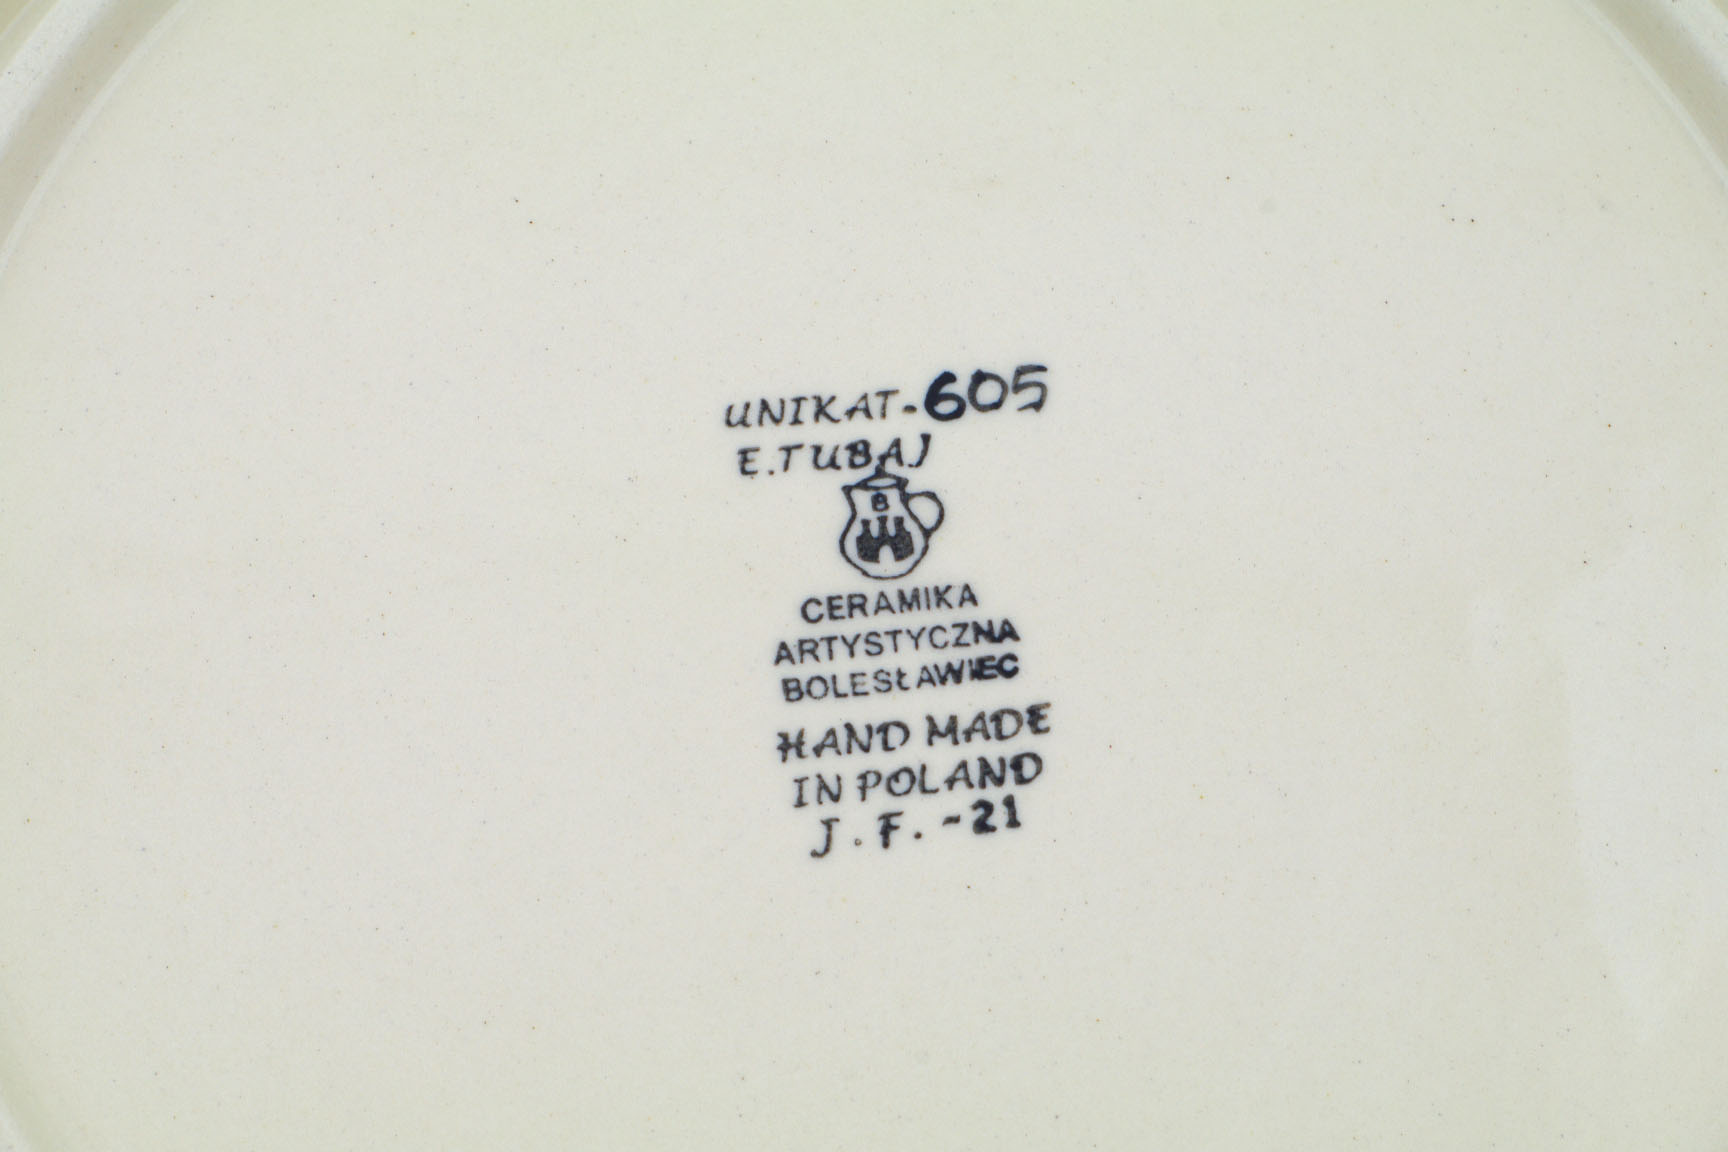 UNIKAT-605
E.TUBAJ
B
CERAMIKA
ARTYSTYCZNA
BOLESŁAWIEC
HAND MADE
IN POLAND
J.F.-21